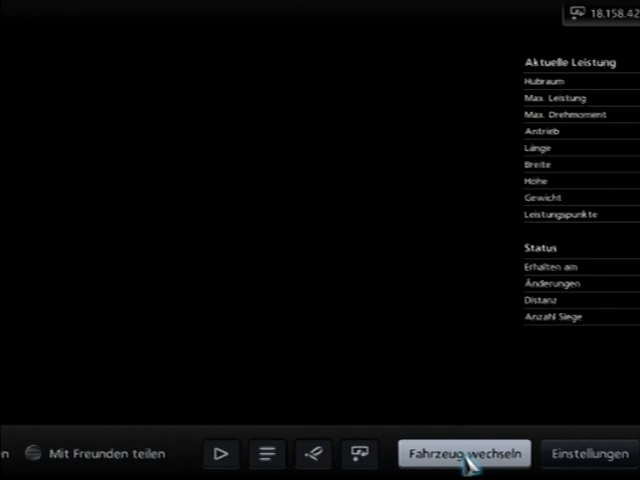 18.158.42
Aktuelle Leistung
Hubraum
Max. Leistung
Max. Drehmoment
Antrieb
Länge
Breite
Höhe
Gewicht
Leistungspunkte
Status
Erhalten am
Änderungen
Distanz
Anzahl Siege
n Mit Freunden teilen Fahrzeug wechseln Einstellungen